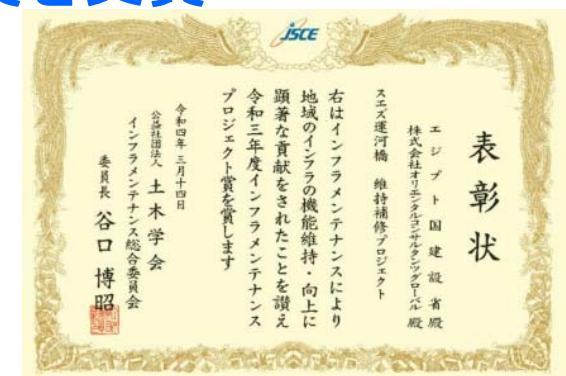 JSCE
表彰状
エジプト国建設省殿
株式会社オリエンタルコンサルタンツグローバル殿
スエズ運河橋 維持補修プロジェクト
右はインフラメンテナンスにより
地域のインフラの機能維持・向上に
顕著な貢献をされたことを讃え
令和三年度インフラメンテナンス
プロジェクト賞を賞します
令和四年三月十四日
公益社団法人 土木学会
インフラメンテナンス総合委員会
委員長 谷口 博昭